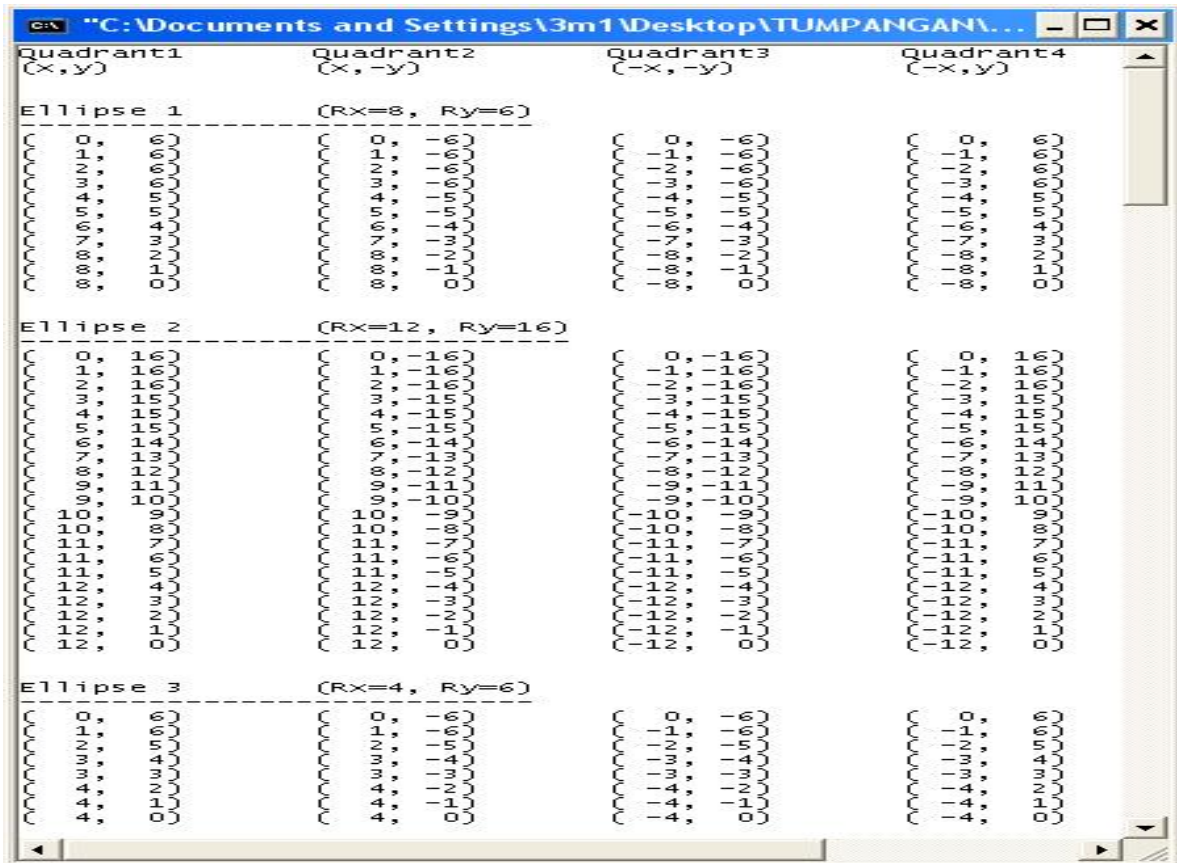 "C:\Documents and Settings\3m1\Desktop\TUMPANGAN\...
Quadrant1 Quadrant2 Quadrant3 Quadrant4
(x,y) (x,-y) (-x,-y) (-x,y)
Ellipse 1 (Rx=8, Ry=6)
-----------------------------
( 0, 6) ( 0, -6) ( 0, -6) ( 0, 6)
( 1, 6) ( 1, -6) ( -1, -6) ( -1, 6)
( 2, 6) ( 2, -6) ( -2, -6) ( -2, 6)
( 3, 6) ( 3, -6) ( -3, -6) ( -3, 6)
( 4, 5) ( 4, -5) ( -4, -5) ( -4, 5)
( 5, 5) ( 5, -5) ( -5, -5) ( -5, 5)
( 6, 4) ( 6, -4) ( -6, -4) ( -6, 4)
( 7, 3) ( 7, -3) ( -7, -3) ( -7, 3)
( 8, 2) ( 8, -2) ( -8, -2) ( -8, 2)
( 8, 1) ( 8, -1) ( -8, -1) ( -8, 1)
( 8, 0) ( 8, 0) ( -8, 0) ( -8, 0)
Ellipse 2 (Rx=12, Ry=16)
-------------------------------
( 0, 16) ( 0,-16) ( 0,-16) ( 0, 16)
( 1, 16) ( 1,-16) ( -1,-16) ( -1, 16)
( 2, 16) ( 2,-16) ( -2,-16) ( -2, 16)
( 3, 15) ( 3,-15) ( -3,-15) ( -3, 15)
( 4, 15) ( 4,-15) ( -4,-15) ( -4, 15)
( 5, 15) ( 5,-15) ( -5,-15) ( -5, 15)
( 6, 14) ( 6,-14) ( -6,-14) ( -6, 14)
( 7, 13) ( 7,-13) ( -7,-13) ( -7, 13)
( 8, 12) ( 8,-12) ( -8,-12) ( -8, 12)
( 9, 11) ( 9,-11) ( -9,-11) ( -9, 11)
( 9, 10) ( 9,-10) ( -9,-10) ( -9, 10)
( 10, 9) ( 10, -9) (-10, -9) (-10, 9)
( 10, 8) ( 10, -8) (-10, -8) (-10, 8)
( 11, 7) ( 11, -7) (-11, -7) (-11, 7)
( 11, 6) ( 11, -6) (-11, -6) (-11, 6)
( 11, 5) ( 11, -5) (-11, -5) (-11, 5)
( 12, 4) ( 12, -4) (-12, -4) (-12, 4)
( 12, 3) ( 12, -3) (-12, -3) (-12, 3)
( 12, 2) ( 12, -2) (-12, -2) (-12, 2)
( 12, 1) ( 12, -1) (-12, -1) (-12, 1)
( 12, 0) ( 12, 0) (-12, 0) (-12, 0)
Ellipse 3 (Rx=4, Ry=6)
-----------------------------
( 0, 6) ( 0, -6) ( 0, -6) ( 0, 6)
( 1, 6) ( 1, -6) ( -1, -6) ( -1, 6)
( 2, 5) ( 2, -5) ( -2, -5) ( -2, 5)
( 3, 4) ( 3, -4) ( -3, -4) ( -3, 4)
( 3, 3) ( 3, -3) ( -3, -3) ( -3, 3)
( 4, 2) ( 4, -2) ( -4, -2) ( -4, 2)
( 4, 1) ( 4, -1) ( -4, -1) ( -4, 1)
( 4, 0) ( 4, 0) ( -4, 0) ( -4, 0)